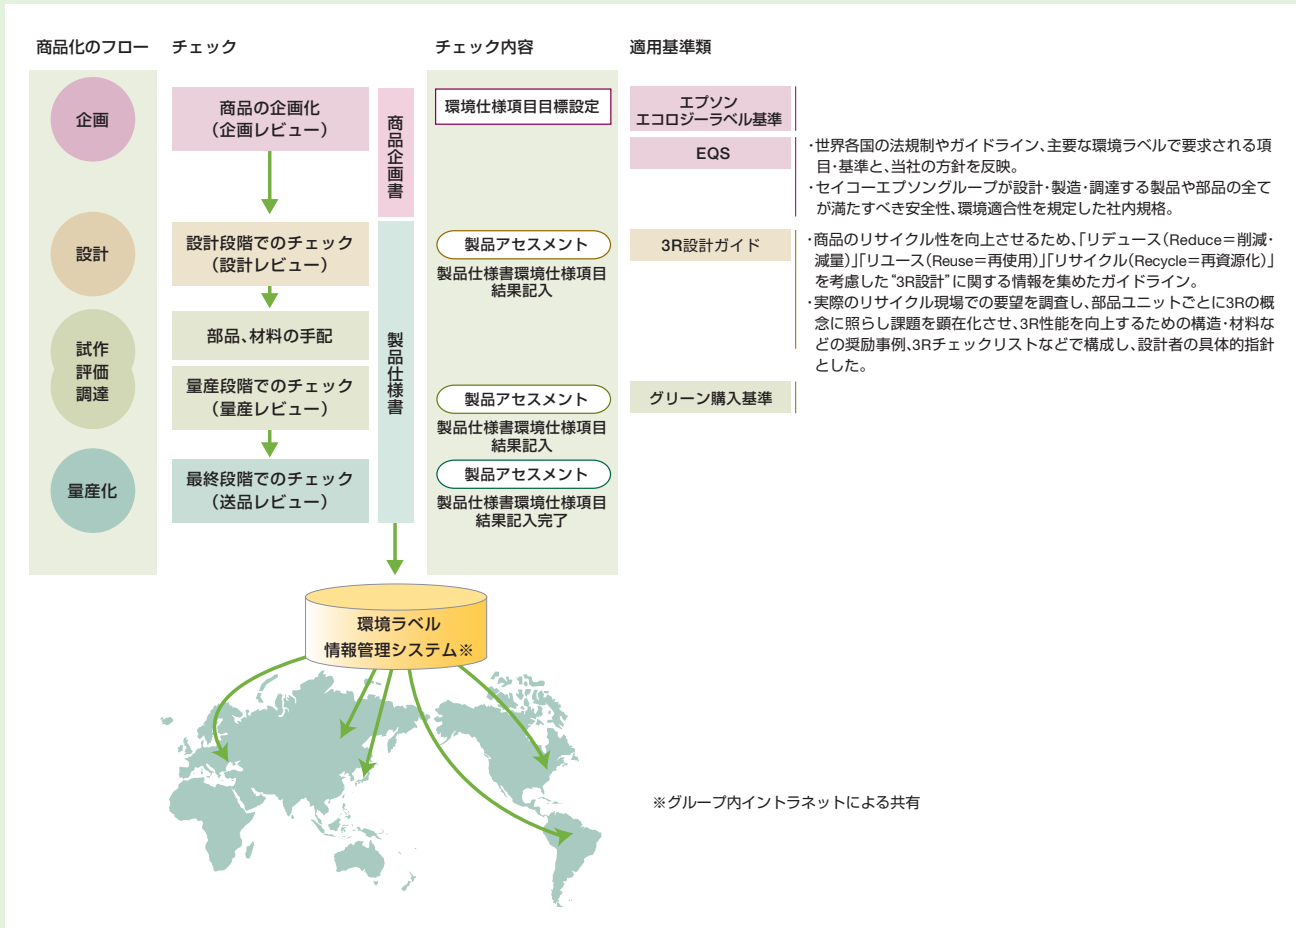 商品化のフロー
チェック
チェック内容
適用基準類
企画
商品の企画化
（企画レビュー）
商品企画書
環境仕様項目目標設定
エプソン
エコロジーラベル基準
EQS
・世界各国の法規制やガイドライン、主要な環境ラベルで要求される項
目・基準と、当社の方針を反映。
・セイコーエプソングループが設計・製造・調達する製品や部品の全て
が満たすべき安全性、環境適合性を規定した社内規格。
設計
設計段階でのチェック
（設計レビュー）
製品仕様書
製品アセスメント
製品仕様書環境仕様項目
結果記入
3R設計ガイド
・商品のリサイクル性を向上させるため、「リデュース（Reduce＝削減・
減量）」「リユース（Reuse＝再使用）」「リサイクル（Recycle＝再資源化）」
を考慮した“3R設計”に関する情報を集めたガイドライン。
・実際のリサイクル現場での要望を調査し、部品ユニットごとに3Rの概
念に照らし課題を顕在化させ、3R性能を向上するための構造・材料な
どの奨励事例、3Rチェックリストなどで構成し、設計者の具体的指針
とした。
試作
評価
調達
部品、材料の手配
量産段階でのチェック
（量産レビュー）
製品アセスメント
製品仕様書環境仕様項目
結果記入
グリーン購入基準
量産化
最終段階でのチェック
（送品レビュー）
製品アセスメント
製品仕様書環境仕様項目
結果記入完了
環境ラベル
情報管理システム※
※グループ内イントラネットによる共有